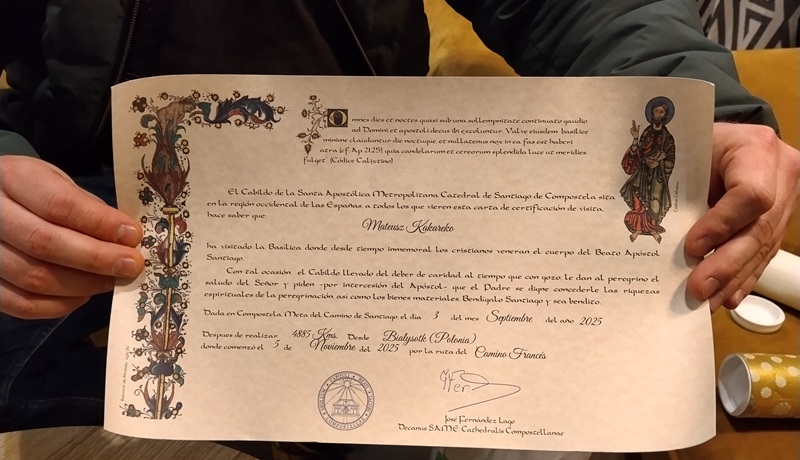 Omnes dies et noctes quasi sub una sollempnitate continuato gaudio
ad Domini et apostoli decus ibi excoluntur. Valve eiusdem basilice
minime clauduntur die noctuque, et nullatenus nox in ea fas est haberi
atra (cf Ap 21,25), quia candelarum et cereorum splendida luce ut meridies
fulget. (Códice Calixtino)
El Cabildo de la Santa Apostólica Metropolitana Catedral de Santiago de Compostela sita
en la región occidental de las Españas, a todos los que vieren esta carta de certificación de visita,
hace saber que:
Mateusz Kakareko
ha visitado la Basílica donde desde tiempo inmemorol los cristianos veneran el cuerpo del Beato Apóstol
Santiago.
Con tal ocasión, el Cabildo llevado del deber de caridad, al tiempo que con gozo le dan al peregrino el
saludo del Señor y piden -por intercesión del Apóstol- que el Padre se digne concederle las riquezas
espirituales de la peregrinación, así como los bienes materiales. Bendígalo Santiago y sea bendito.
Dada en Compostela, Meta del Camino de Santiago, el día 3 del mes Septiembre del año 2025
Después de realizar 4885 Kms. Desde Bialysotk (Polonia)
donde comenzó el 5 de Noviembre del 2025 por la ruta del Camino Francés
José Fernández Lago
Decanus S.A.M.E. Cathedralis Compostellanae